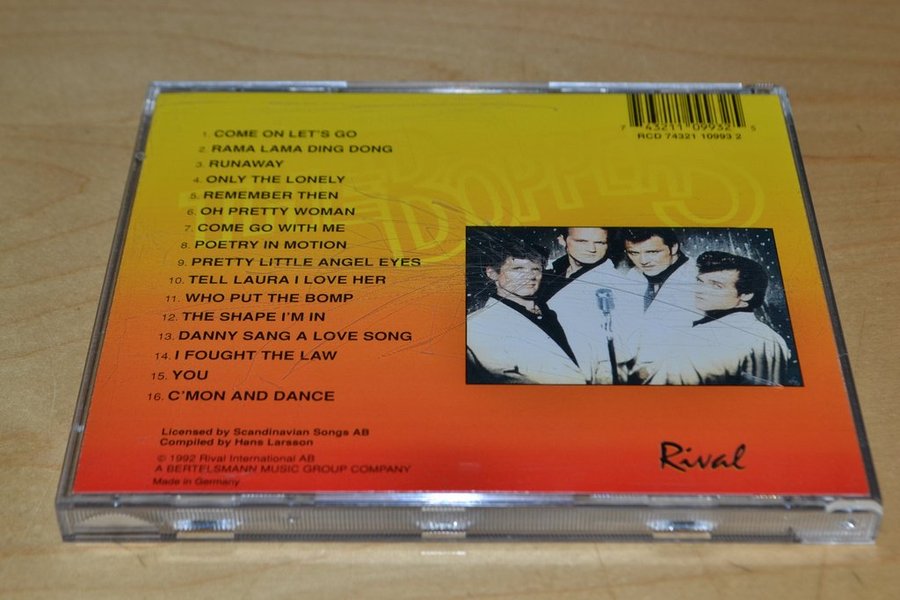 1. COME ON LET'S GO
2. RAMA LAMA DING DONG
3. RUNAWAY
4. ONLY THE LONELY
5. REMEMBER THEN
6. OH PRETTY WOMAN
7. COME GO WITH ME
8. POETRY IN MOTION
9. PRETTY LITTLE ANGEL EYES
10. TELL LAURA I LOVE HER
11. WHO PUT THE BOMP
12. THE SHAPE I'M IN
13. DANNY SANG A LOVE SONG
14. I FOUGHT THE LAW
15. YOU
16. C'MON AND DANCE
7 43211 09932 5
RCD 74321 10993 2
Licensed by Scandinavian Songs AB
Compiled by Hans Larsson
© 1992 Rival International AB
A BERTELSMANN MUSIC GROUP COMPANY
Made in Germany
Rival